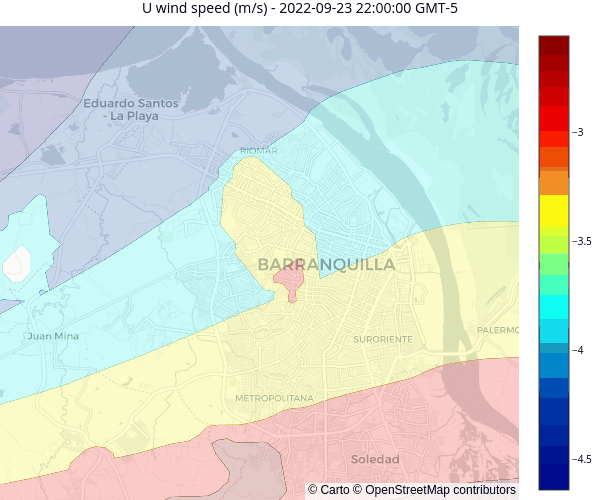 U wind speed (m/s) - 2022-09-23 22:00:00 GMT-5
Eduardo Santos
- La Playa
RIOMAR
BARRANQUILLA
Juan Mina
SURORIENTE
PALERMO
METROPOLITANA
Soledad
© Carto © OpenStreetMap contributors
−3
−3.5
−4
−4.5